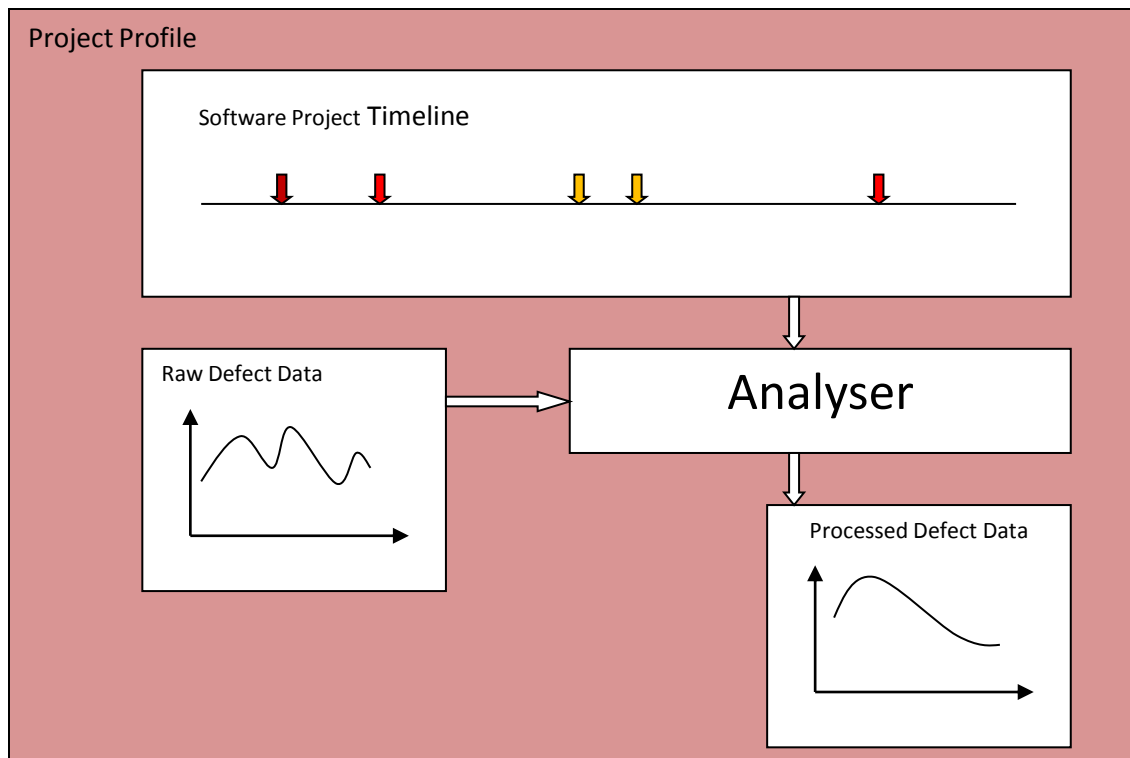 Project Profile
Software Project Timeline
Raw Defect Data
Analyser
Processed Defect Data